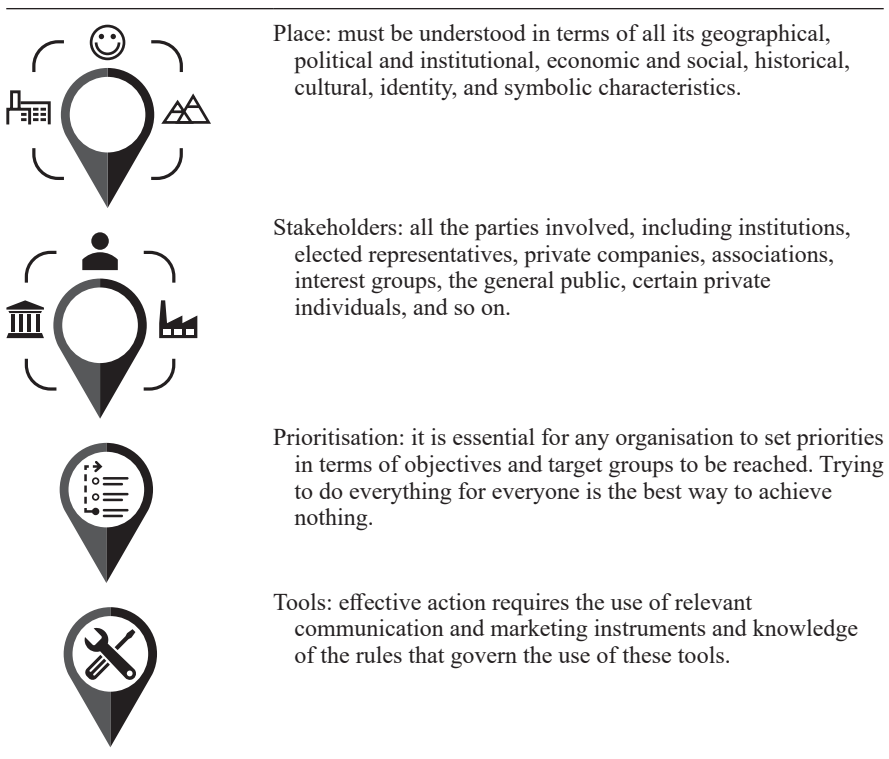 Place: must be understood in terms of all its geographical,
political and institutional, economic and social, historical,
cultural, identity, and symbolic characteristics.
Stakeholders: all the parties involved, including institutions,
elected representatives, private companies, associations,
interest groups, the general public, certain private
individuals, and so on.
Prioritisation: it is essential for any organisation to set priorities
in terms of objectives and target groups to be reached. Trying
to do everything for everyone is the best way to achieve
nothing.
Tools: effective action requires the use of relevant
communication and marketing instruments and knowledge
of the rules that govern the use of these tools.